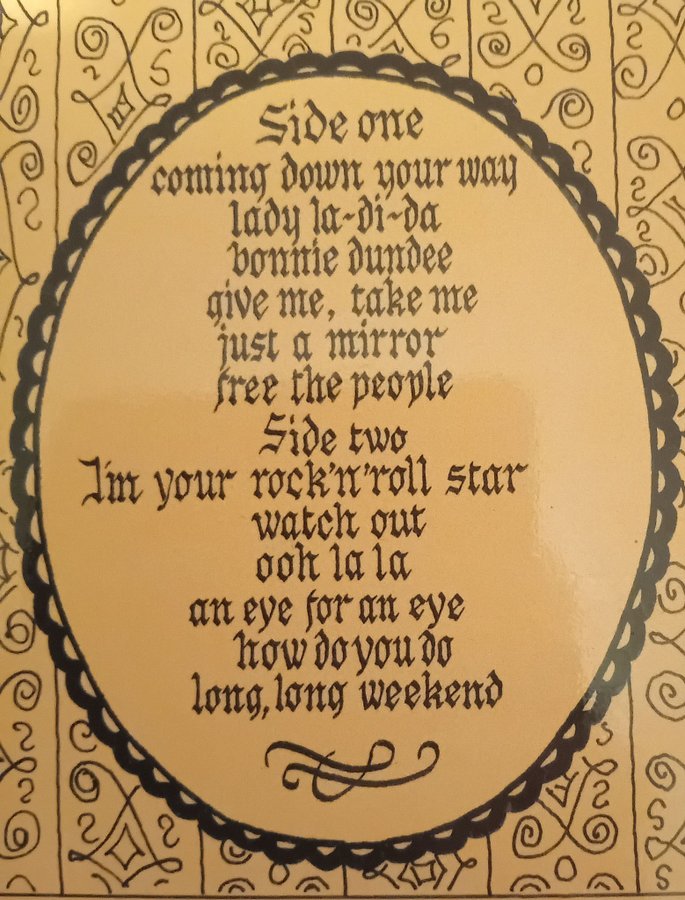 Side one
coming down your way
lady la-di-da
bonnie dundee
give me, take me
just a mirror
free the people
Side two
I'm your rock'n'roll star
watch out
ooh la la
an eye for an eye
how do you do
long, long weekend